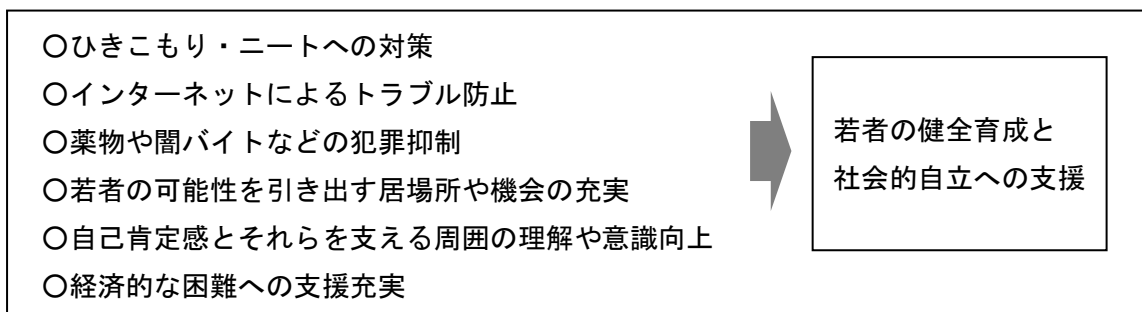 ○ひきこもり・ニートへの対策
○インターネットによるトラブル防止
○薬物や闇バイトなどの犯罪抑制
○若者の可能性を引き出す居場所や機会の充実
○自己肯定感とそれらを支える周囲の理解や意識向上
○経済的な困難への支援充実
若者の健全育成と
社会的自立への支援